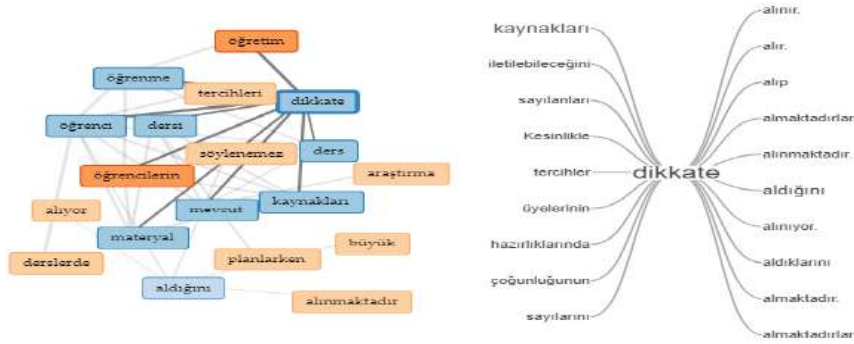 öğretim
öğrenme
tercihleri
dikkate
öğrenci
dersi
söylenemez
ders
öğrencilerin
araştırma
alıyor
mevcut
kaynakları
materyal
büyük
derslerde
planlarken
aldığını
alınmaktadır
kaynakları
iletilebileceğini
sayılanları
Kesinlikle
tercihler
üyelerinin
hazırlıklarında
çoğunluğunun
sayılarını
dikkate
alınır.
alır.
alıp
almaktadırlar
alınmaktadır.
aldığını
alınıyor.
aldıklarını
almaktadır.
almaktadırlar